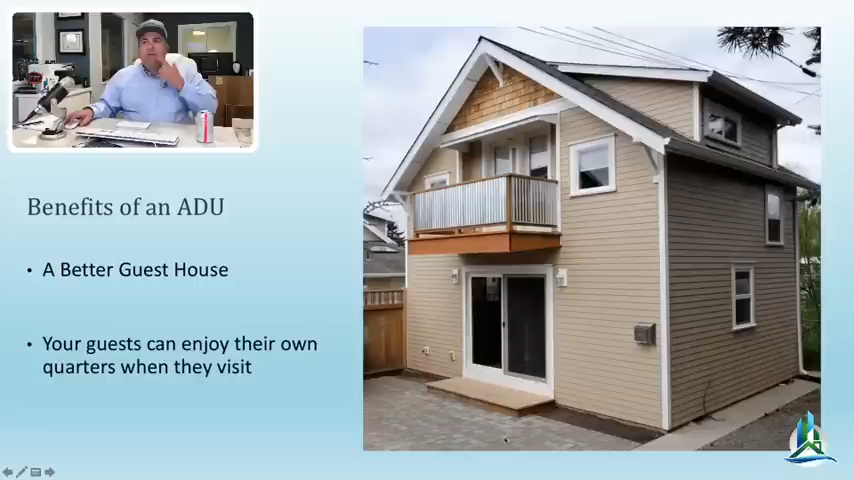 Benefits of an ADU
• A Better Guest House
• Your guests can enjoy their own
quarters when they visit